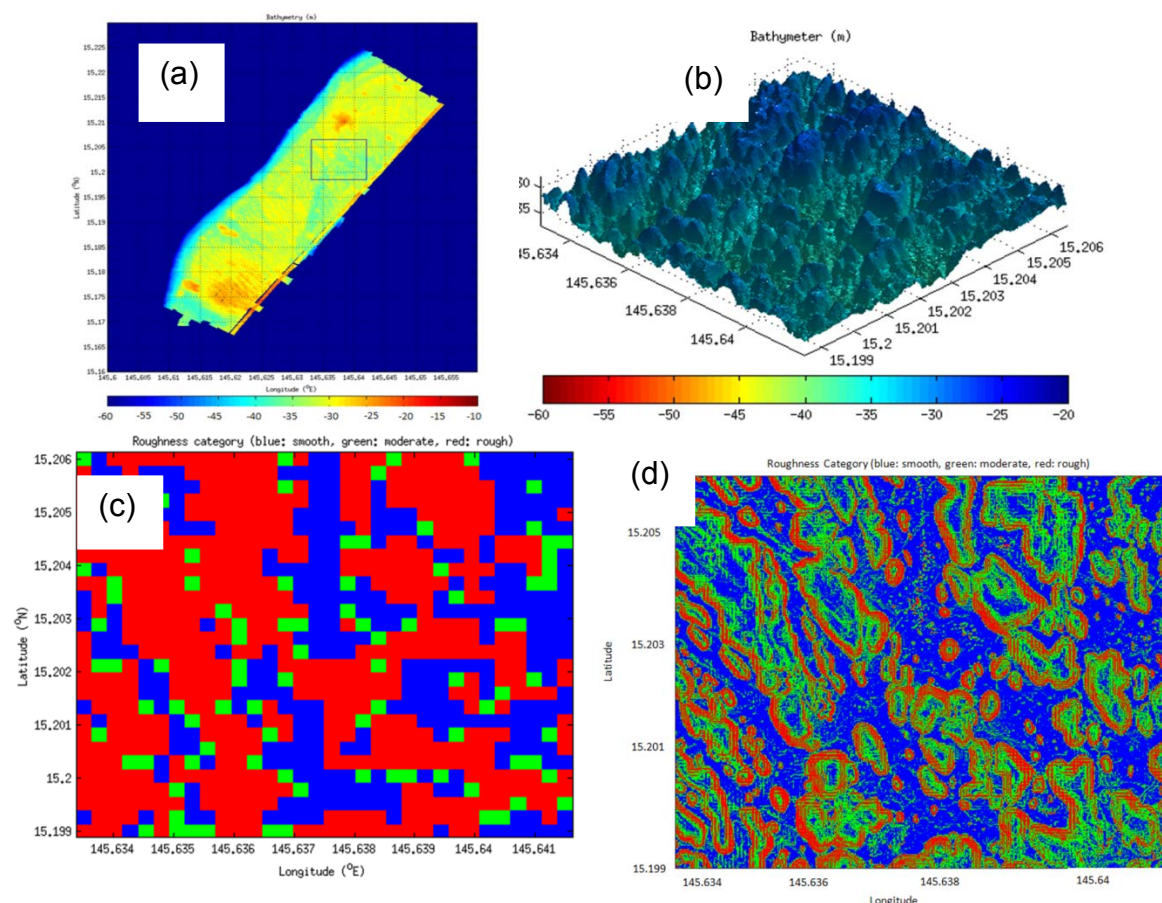 Bathymetry (m)
(a)
15.225
15.22
15.215
15.21
15.205
15.2
15.195
15.19
15.185
15.18
15.175
15.17
15.165
15.16
Latitude (°N)
145.6 145.605 145.61 145.615 145.62 145.625 145.63 145.635 145.64 145.645 145.65 145.655
Longitude (°E)
-60 -55 -50 -45 -40 -35 -30 -25 -20 -15 -10
Bathymeter (m)
(b)
30
35
145.634
145.636
145.638
145.64
15.206
15.205
15.204
15.203
15.202
15.201
15.2
15.199
-60 -55 -50 -45 -40 -35 -30 -25 -20
Roughness category (blue: smooth, green: moderate, red: rough)
(c)
15.206
15.205
15.204
15.203
15.202
15.201
15.2
15.199
Latitude (°N)
145.634 145.635 145.636 145.637 145.638 145.639 145.64 145.641
Longitude (°E)
Roughness Category (blue: smooth, green: moderate, red: rough)
(d)
15.205
15.203
15.201
15.199
Latitude
145.634 145.636 145.638 145.64
Longitude